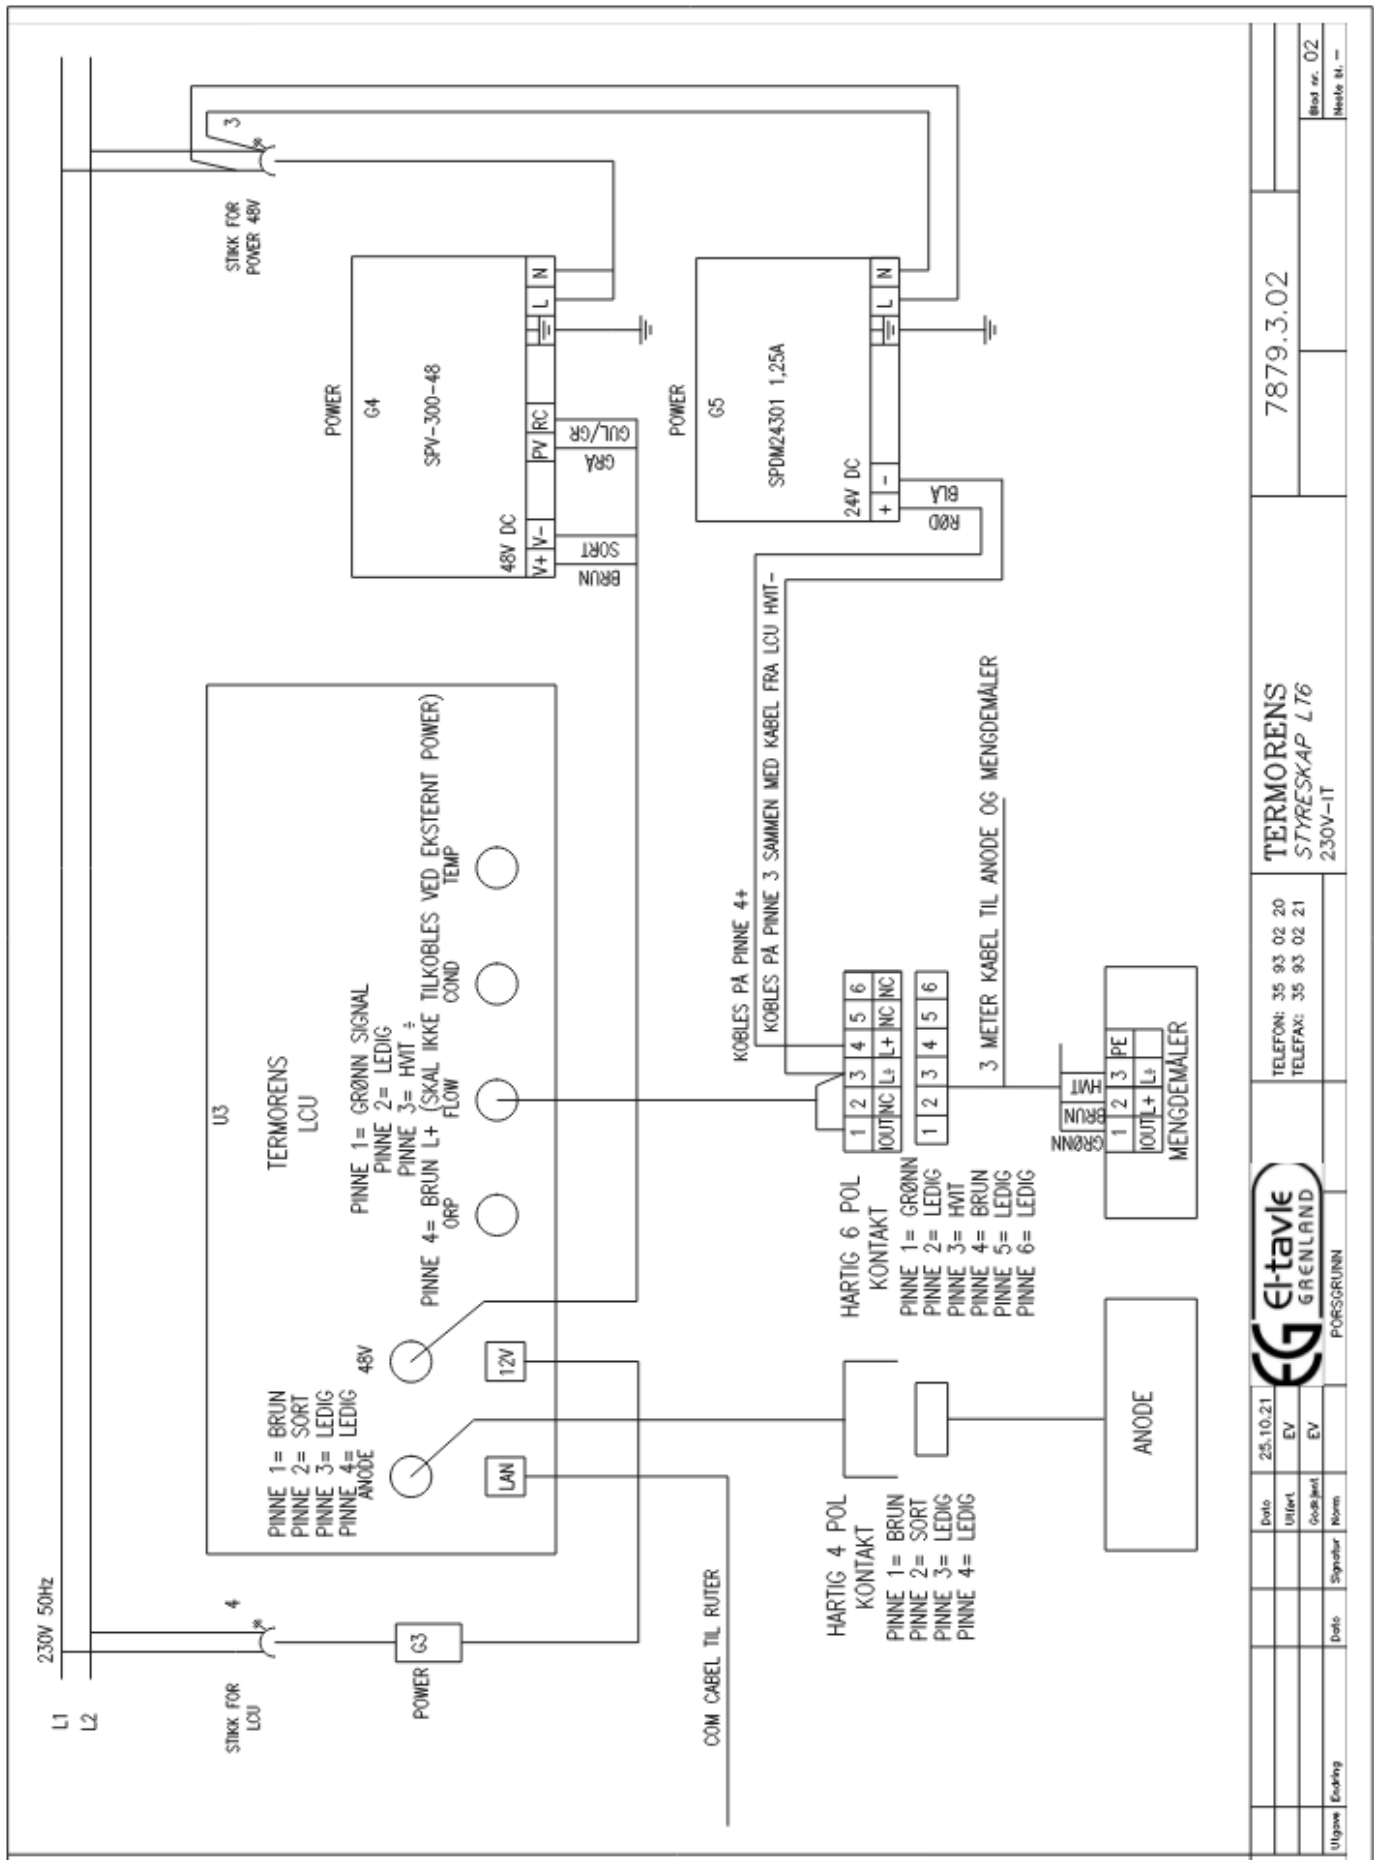 230V 50Hz
L1
L2
STIKK FOR
LCU
4
POWER
G3
COM CABEL TIL RUTER
U3
TERMORENS
LCU
PINNE 1= BRUN
PINNE 2= SORT
PINNE 3= LEDIG
PINNE 4= LEDIG
ANODE
48V
LAN
12V
PINNE 1= GRØNN SIGNAL
PINNE 2= LEDIG
PINNE 3= HVIT ÷
PINNE 4= BRUN L+ (SKAL IKKE TILKOBLES VED EKSTERNT POWER)
ORP
FLOW
COND
TEMP
STIKK FOR
POWER 48V
3
POWER
G4
SPV-300-48
48V DC
V+ V- PV RC L N
BRUN
SORT
GRÅ
GUL/GR
POWER
G5
SPDM24301 1,25A
24V DC
+ - L N
RØD
BLÅ
KOBLES PÅ PINNE 4+
KOBLES PÅ PINNE 3 SAMMEN MED KABEL FRA LCU HVIT-
HARTIG 4 POL
KONTAKT
PINNE 1= BRUN
PINNE 2= SORT
PINNE 3= LEDIG
PINNE 4= LEDIG
ANODE
HARTIG 6 POL
KONTAKT
PINNE 1= GRØNN
PINNE 2= LEDIG
PINNE 3= HVIT
PINNE 4= BRUN
PINNE 5= LEDIG
PINNE 6= LEDIG
1 2 3 4 5 6
IOUT NC L÷ L+ NC NC
1 2 3 4 5 6
3 METER KABEL TIL ANODE OG MENGDEMÅLER
GRØNN
BRUN
HVIT
1 2 3 PE
IOUT L+ L÷
MENGDEMÅLER
Utgave
Endring
Dato
Signatur
Dato 25.10.21
Utført EV
Godkjent EV
Norm
EG El-tavle
GRENLAND
PORSGRUNN
TELEFON: 35 93 02 20
TELEFAX: 35 93 02 21
TERMORENS
STYRESKAP LT6
230V-IT
7879.3.02
Blad nr. 02
Neste bl. -